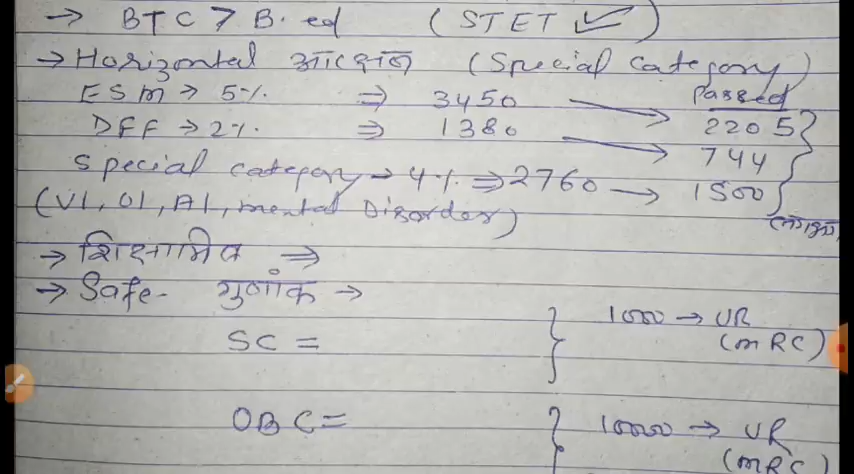 → BTC > B.ed (STET ✓)
→ Horizontal आरक्षण (Special category)
ESM → 5% ⇒ 3450 → Passed 2205
DFF → 2% ⇒ 1380 → 744
Special category → 4% ⇒ 2760 → 1500
(VI, OI, AI, mental Disorder)
→ शिक्षामित्र ⇒
→ Safe- गुणांक →
SC = } 1000 → UR
(MRC)
OBC = } 10000 → UR
(MRC)